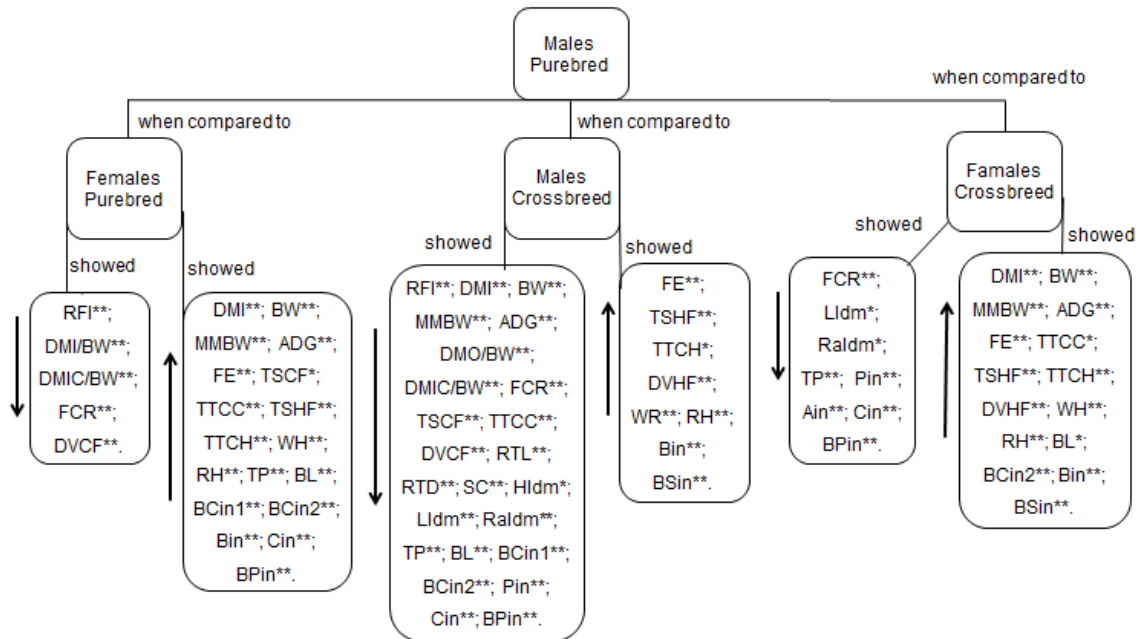 Males
Purebred
when compared to
when compared to
when compared to
Females
Purebred
Males
Crossbreed
Famales
Crossbreed
showed
showed
showed
showed
showed
showed
RFI**;
DMI/BW**;
DMIC/BW**;
FCR**;
DVCF**.
DMI**; BW**;
MMBW**; ADG**;
FE**; TSCF*;
TTCC**; TSHF**;
TTCH**; WH**;
RH**; TP**; BL**;
BCin1**; BCin2**;
Bin**; Cin**;
BPin**.
RFI**; DMI**; BW**;
MMBW**; ADG**;
DMO/BW**;
DMIC/BW**; FCR**;
TSCF**; TTCC**;
DVCF**; RTL**;
RTD**; SC**; HIdm*;
LIdm**; RaIdm**;
TP**; BL**; BCin1**;
BCin2**; Pin**;
Cin**; BPin**.
FE**;
TSHF**;
TTCH*;
DVHF**;
WR**; RH**;
Bin**;
BSin**.
FCR**;
LIdm*;
RaIdm*;
TP**; Pin**;
Ain**; Cin**;
BPin**.
DMI**; BW**;
MMBW**; ADG**;
FE**; TTCC*;
TSHF**; TTCH**;
DVHF**; WH**;
RH**; BL*;
BCin2**; Bin**;
BSin**.